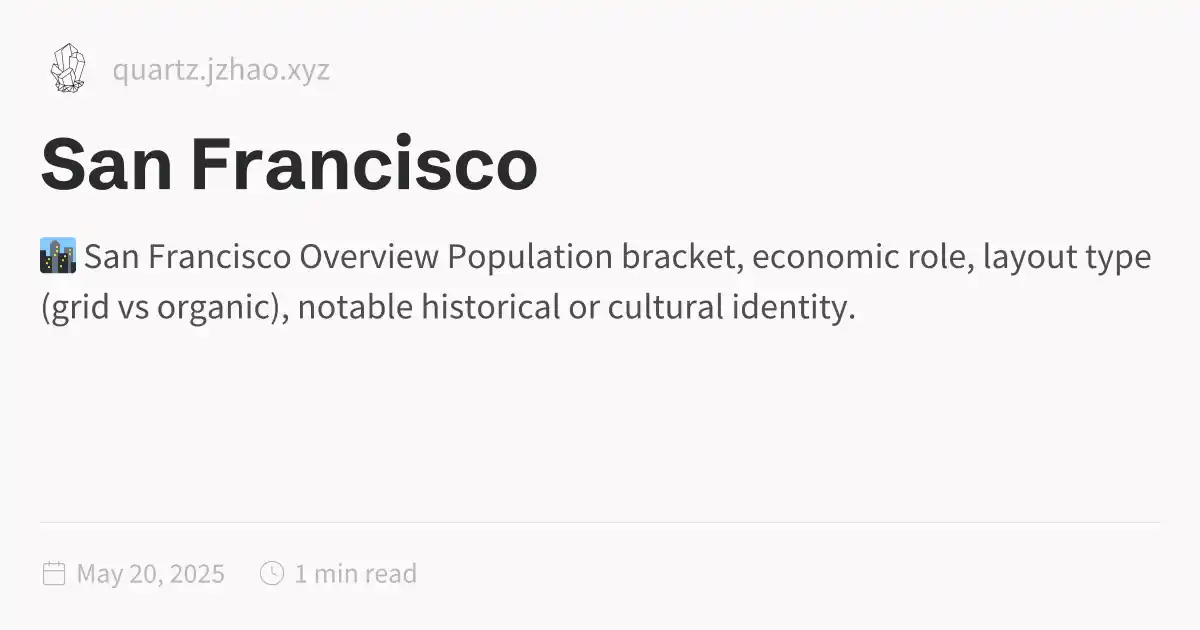 quartz.jzhao.xyz
San Francisco
🏙️ San Francisco Overview Population bracket, economic role, layout type
(grid vs organic), notable historical or cultural identity.
May 20, 2025 1 min read